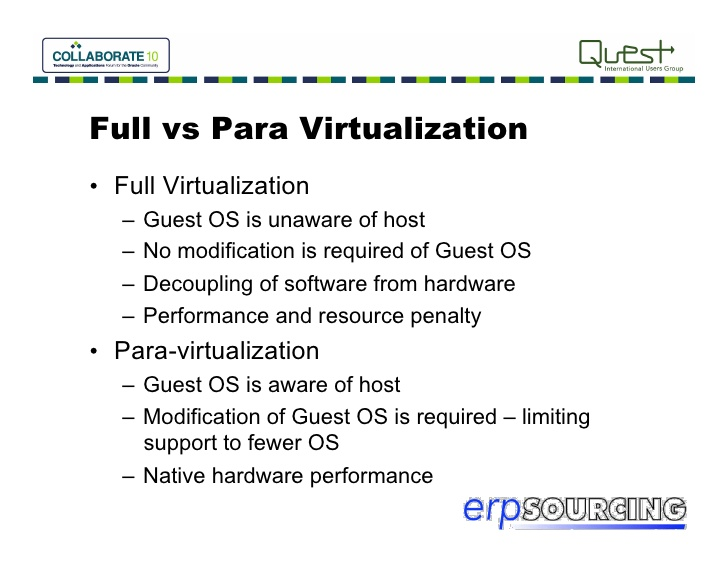 COLLABORATE 10
Technology and Applications Forum for the Oracle Community
Quest
International Users Group
Full vs Para Virtualization
• Full Virtualization
– Guest OS is unaware of host
– No modification is required of Guest OS
– Decoupling of software from hardware
– Performance and resource penalty
• Para-virtualization
– Guest OS is aware of host
– Modification of Guest OS is required – limiting
support to fewer OS
– Native hardware performance
erpSOURCING